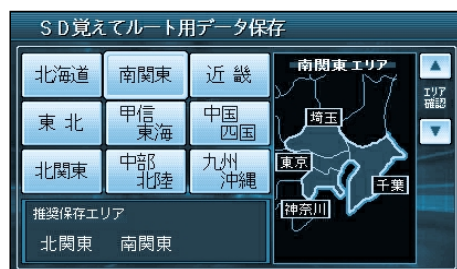 SD覚えてルート用データ保存
北海道
南関東
近畿
東北
甲信
東海
中国
四国
北関東
中部
北陸
九州
沖縄
推奨保存エリア
北関東 南関東
南関東エリア
埼玉
東京
千葉
神奈川
エリア
確認